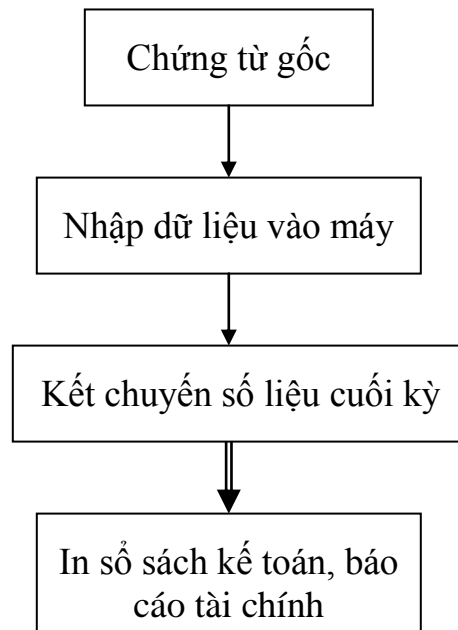 Chứng từ gốc
Nhập dữ liệu vào máy
Kết chuyến số liệu cuối kỳ
In sổ sách kế toán, báo
cáo tài chính